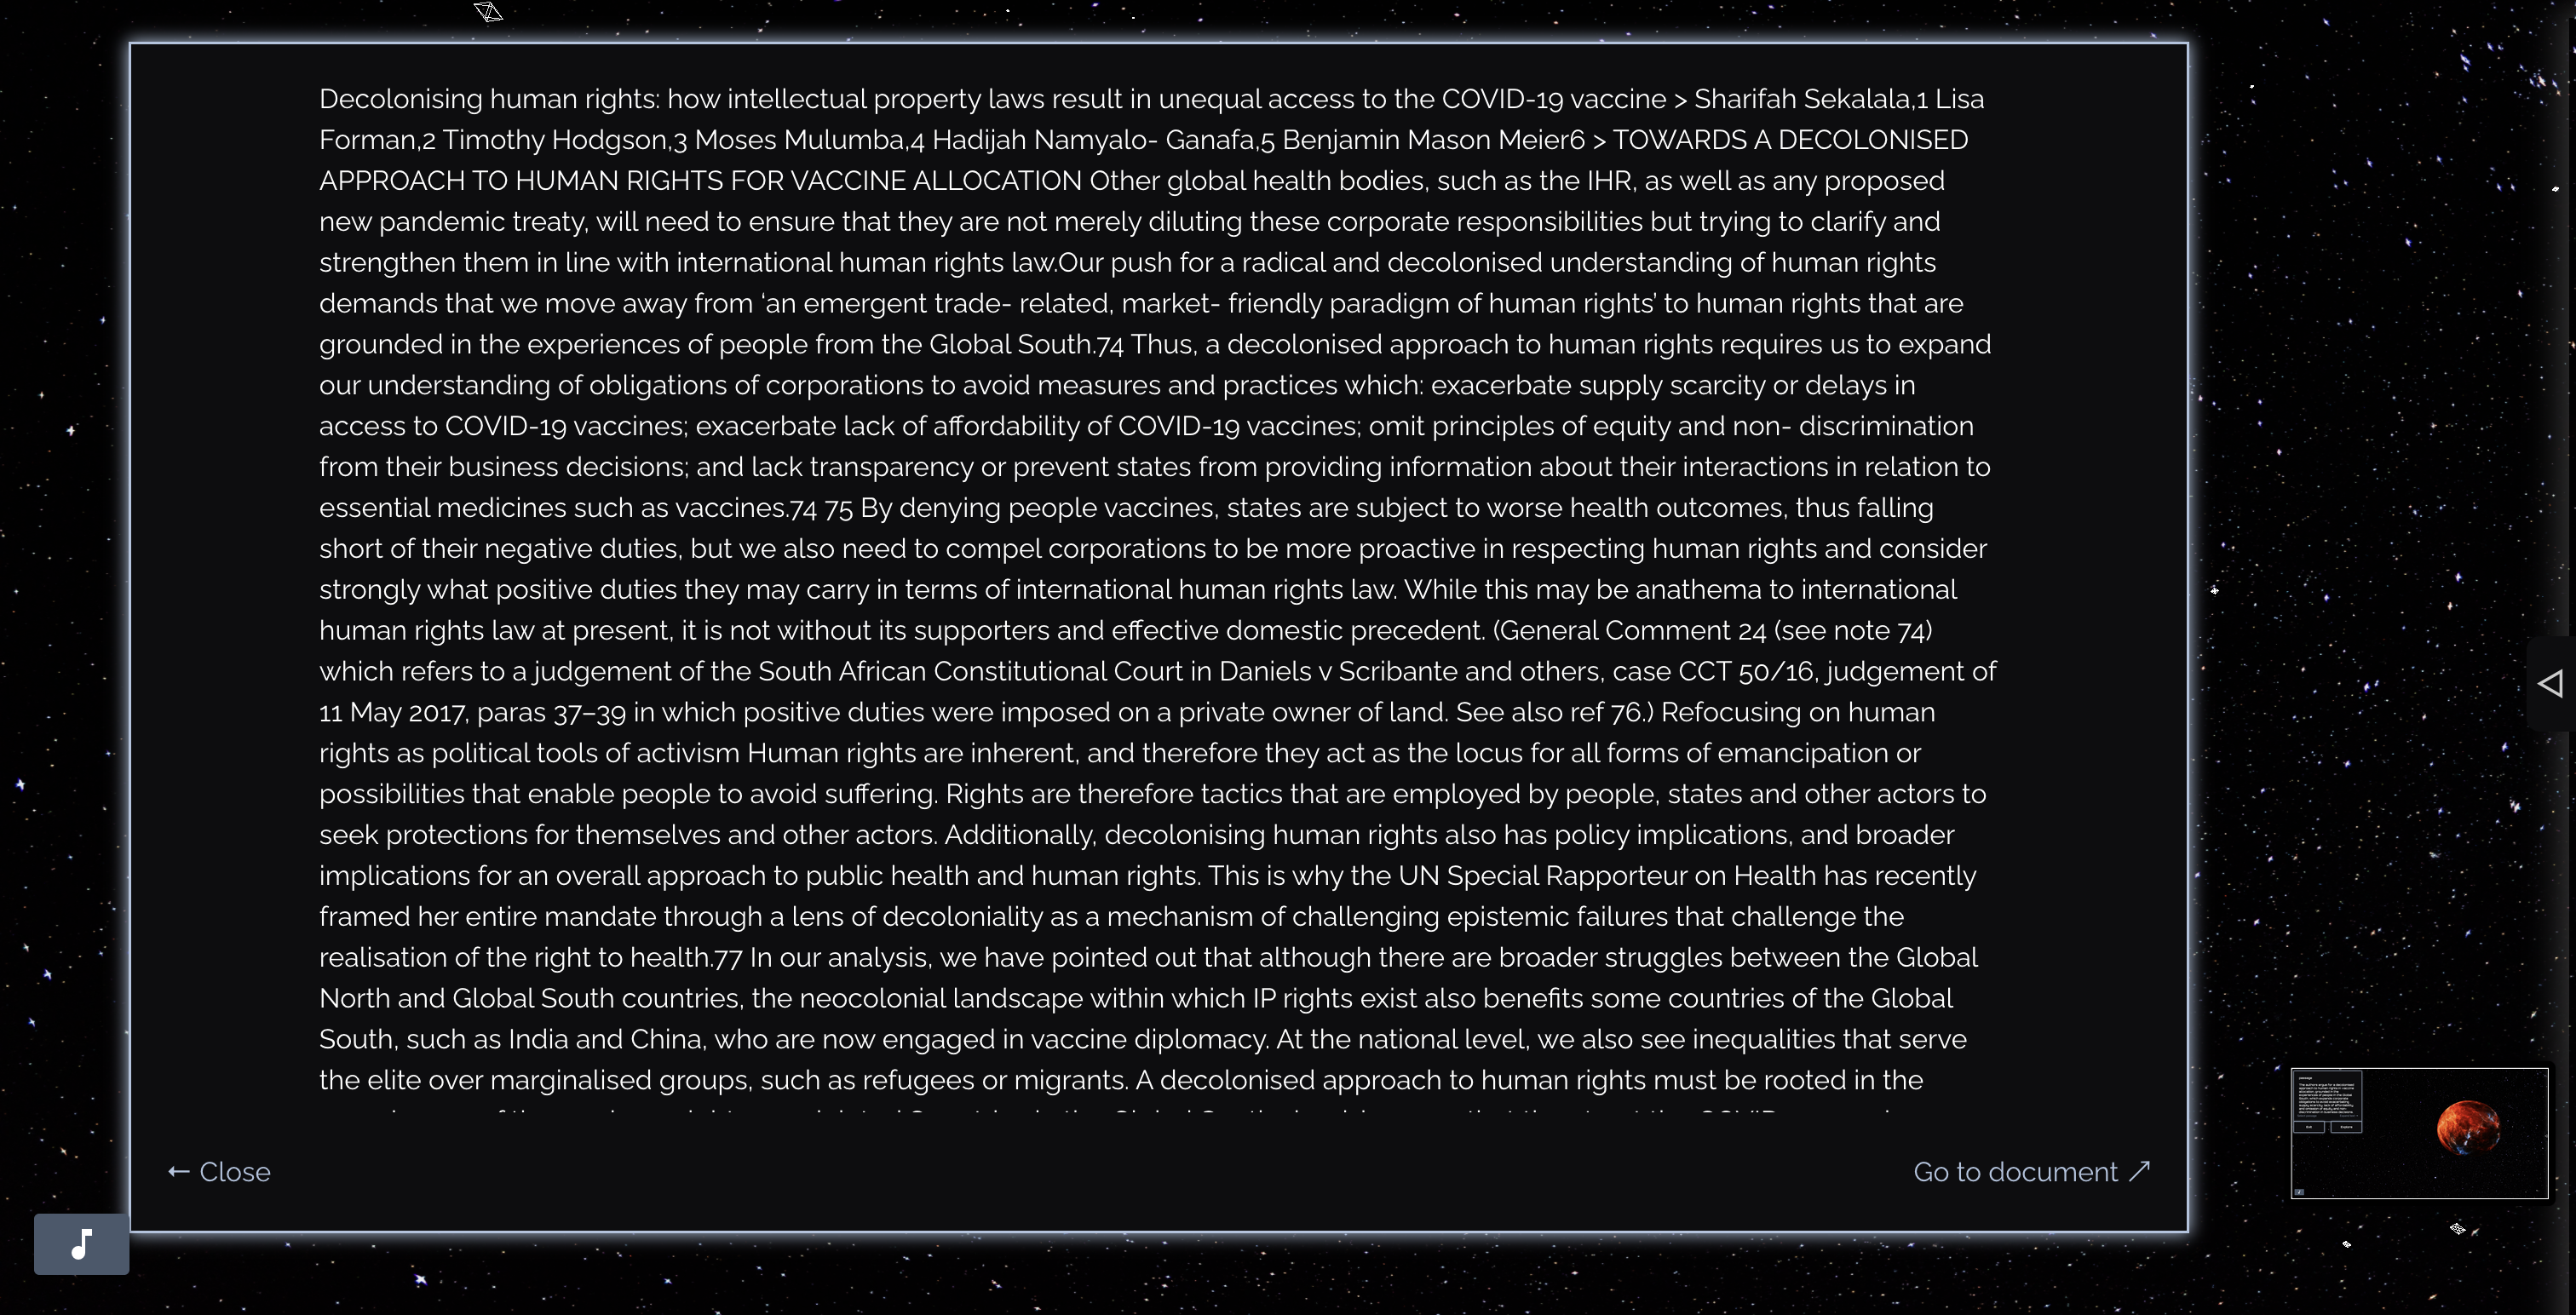 Decolonising human rights: how intellectual property laws result in unequal access to the COVID-19 vaccine > Sharifah Sekalala,1 Lisa
Forman,2 Timothy Hodgson,3 Moses Mulumba,4 Hadijah Namyalo- Ganafa,5 Benjamin Mason Meier6 > TOWARDS A DECOLONISED
APPROACH TO HUMAN RIGHTS FOR VACCINE ALLOCATION Other global health bodies, such as the IHR, as well as any proposed
new pandemic treaty, will need to ensure that they are not merely diluting these corporate responsibilities but trying to clarify and
strengthen them in line with international human rights law.Our push for a radical and decolonised understanding of human rights
demands that we move away from ‘an emergent trade- related, market- friendly paradigm of human rights’ to human rights that are
grounded in the experiences of people from the Global South.74 Thus, a decolonised approach to human rights requires us to expand
our understanding of obligations of corporations to avoid measures and practices which: exacerbate supply scarcity or delays in
access to COVID-19 vaccines; exacerbate lack of affordability of COVID-19 vaccines; omit principles of equity and non- discrimination
from their business decisions; and lack transparency or prevent states from providing information about their interactions in relation to
essential medicines such as vaccines.74 75 By denying people vaccines, states are subject to worse health outcomes, thus falling
short of their negative duties, but we also need to compel corporations to be more proactive in respecting human rights and consider
strongly what positive duties they may carry in terms of international human rights law. While this may be anathema to international
human rights law at present, it is not without its supporters and effective domestic precedent. (General Comment 24 (see note 74)
which refers to a judgement of the South African Constitutional Court in Daniels v Scribante and others, case CCT 50/16, judgement of
11 May 2017, paras 37–39 in which positive duties were imposed on a private owner of land. See also ref 76.) Refocusing on human
rights as political tools of activism Human rights are inherent, and therefore they act as the locus for all forms of emancipation or
possibilities that enable people to avoid suffering. Rights are therefore tactics that are employed by people, states and other actors to
seek protections for themselves and other actors. Additionally, decolonising human rights also has policy implications, and broader
implications for an overall approach to public health and human rights. This is why the UN Special Rapporteur on Health has recently
framed her entire mandate through a lens of decoloniality as a mechanism of challenging epistemic failures that challenge the
realisation of the right to health.77 In our analysis, we have pointed out that although there are broader struggles between the Global
North and Global South countries, the neocolonial landscape within which IP rights exist also benefits some countries of the Global
South, such as India and China, who are now engaged in vaccine diplomacy. At the national level, we also see inequalities that serve
the elite over marginalised groups, such as refugees or migrants. A decolonised approach to human rights must be rooted in the
← Close
Go to document ↗